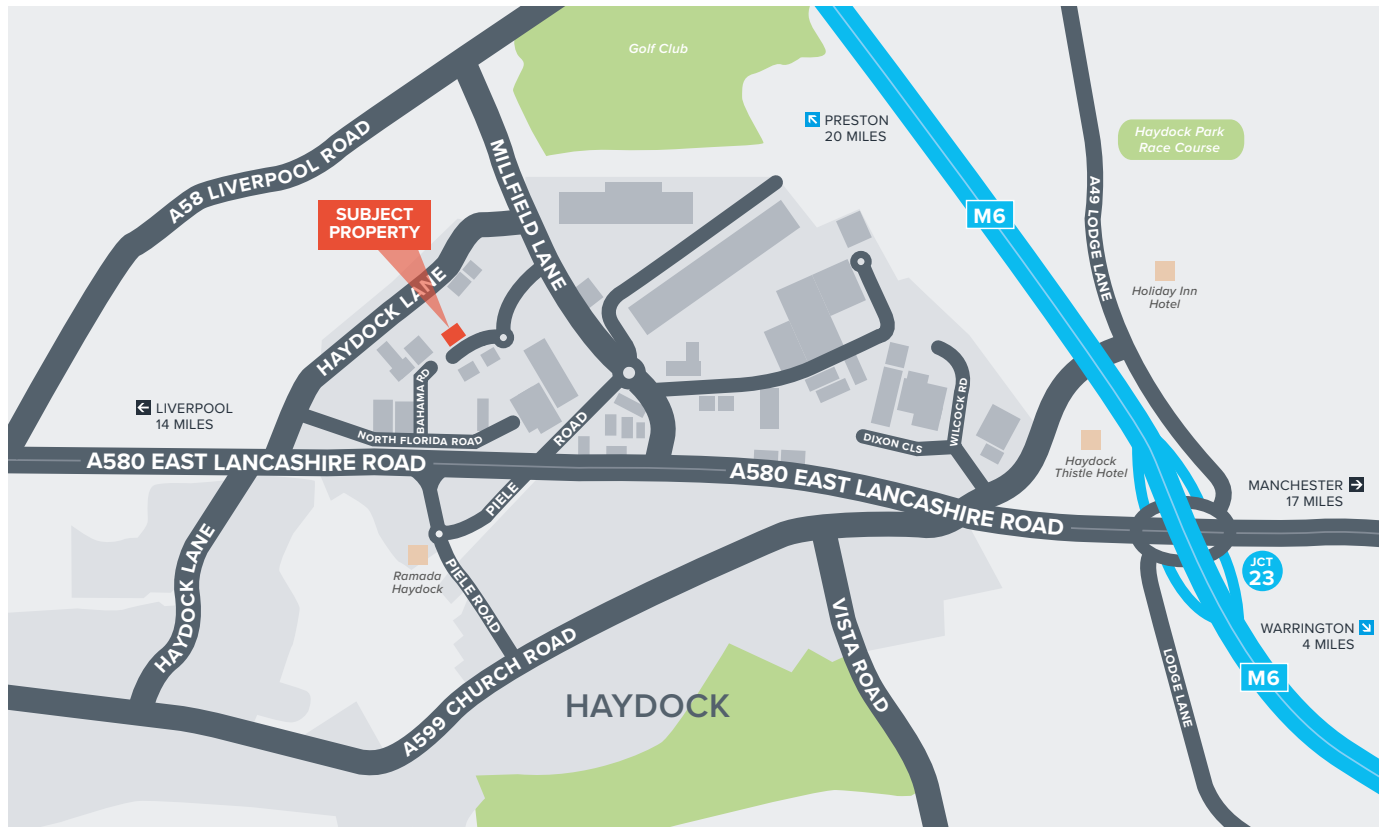 Golf Club
PRESTON
20 MILES
Haydock Park
Race Course
A58 LIVERPOOL ROAD
MILLFIELD LANE
A49 LODGE LANE
SUBJECT
PROPERTY
M6
HAYDOCK LANE
Holiday Inn
Hotel
BAHAMA RD
WILCOCK RD
LIVERPOOL
14 MILES
NORTH FLORIDA ROAD
PIELE ROAD
DIXON CLS
Haydock
Thistle Hotel
A580 EAST LANCASHIRE ROAD
A580 EAST LANCASHIRE ROAD
MANCHESTER
17 MILES
HAYDOCK LANE
Ramada
Haydock
PIELE ROAD
JCT
23
VISTA ROAD
WARRINGTON
4 MILES
A599 CHURCH ROAD
LODGE LANE
M6
HAYDOCK